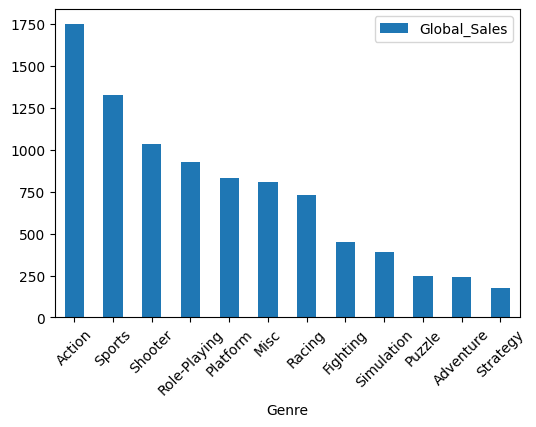 1750
1500
1250
1000
750
500
250
0
Global_Sales
Action
Sports
Shooter
Role-Playing
Platform
Misc
Racing
Fighting
Simulation
Puzzle
Adventure
Strategy
Genre